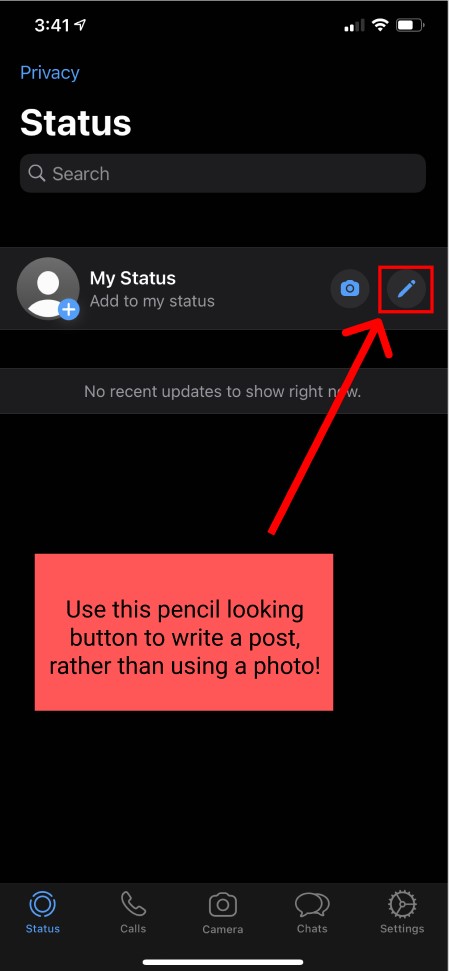 3:41
Privacy
Status
Search
My Status
Add to my status
No recent updates to show right now.
Use this pencil looking
button to write a post,
rather than using a photo!
Status
Calls
Camera
Chats
Settings